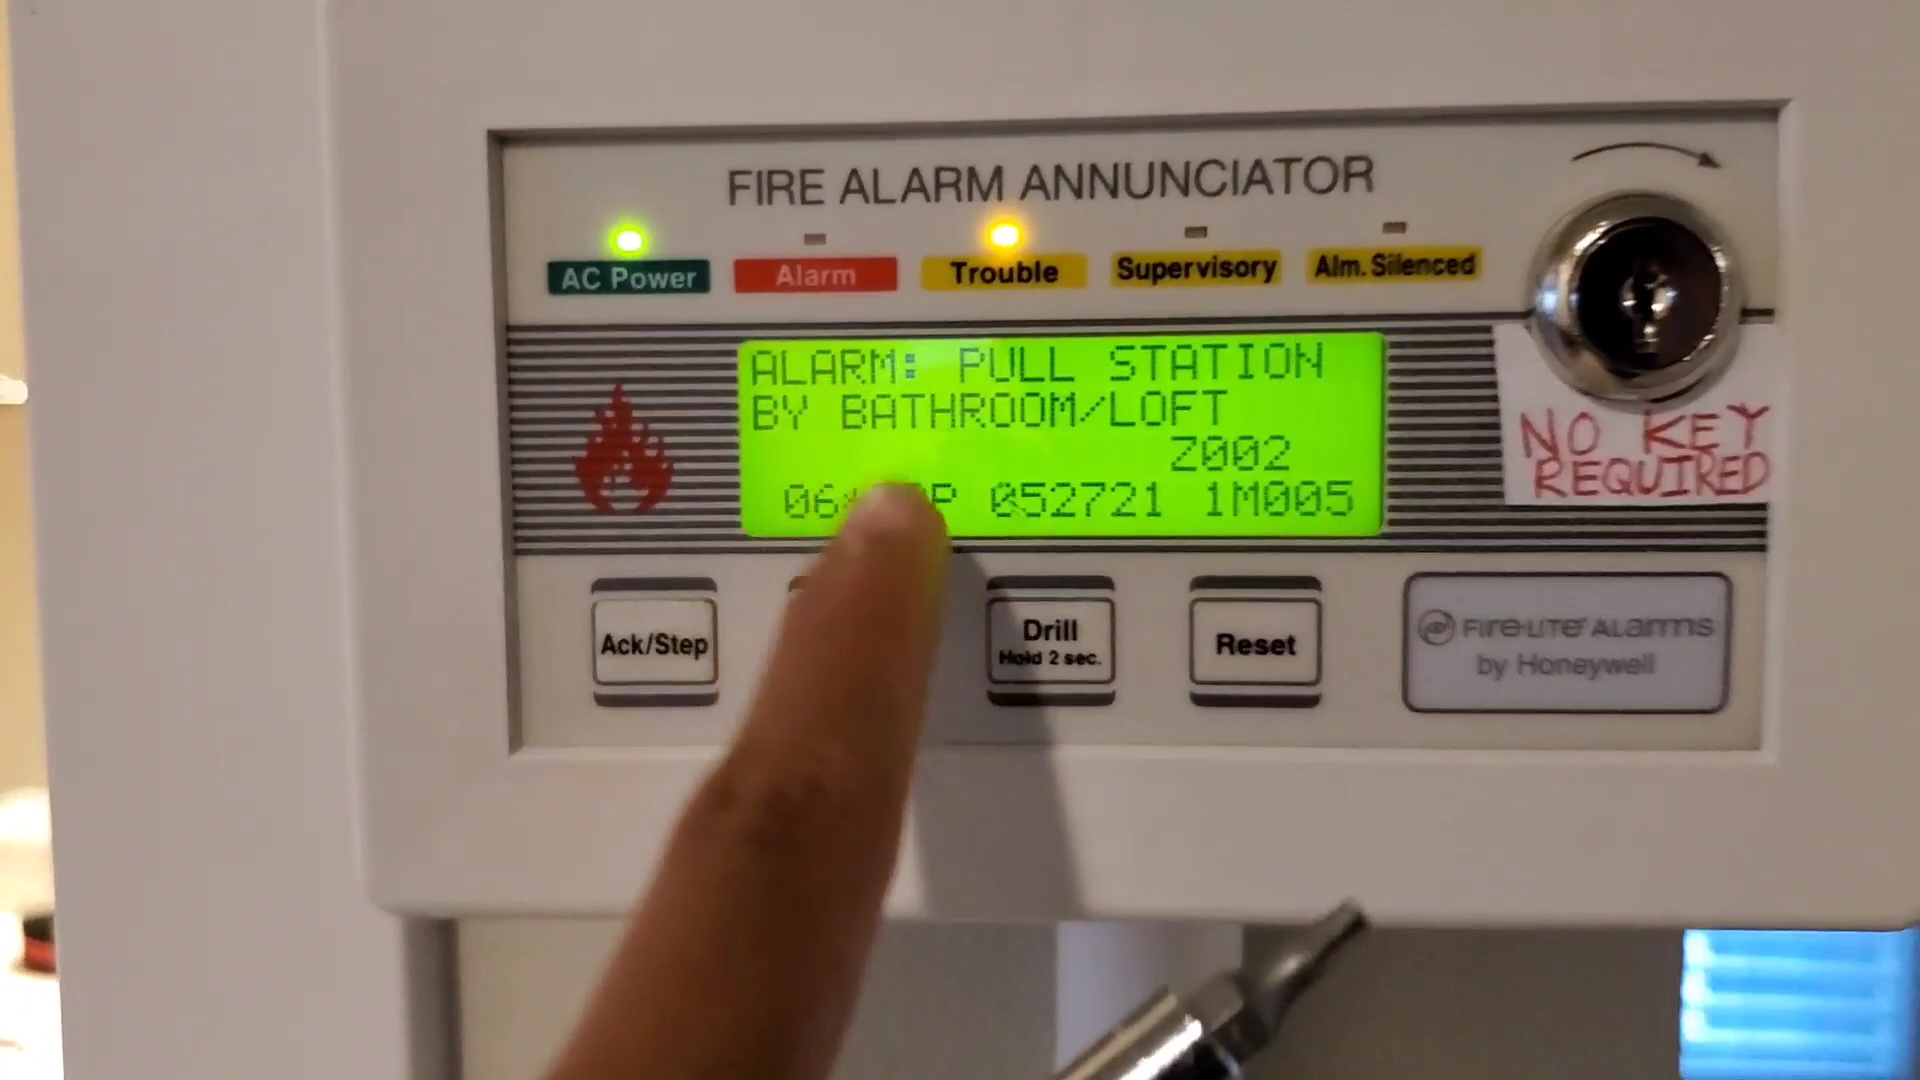 FIRE ALARM ANNUNCIATOR
AC Power
Alarm
Trouble
Supervisory
Alm. Silenced
ALARM: PULL STATION
BY BATHROOM/LOFT
Z002
052721 1M005
NO KEY
REQUIRED
Ack/Step
Drill
Hold 2 sec.
Reset
FIRE-LITE ALARMS
by Honeywell